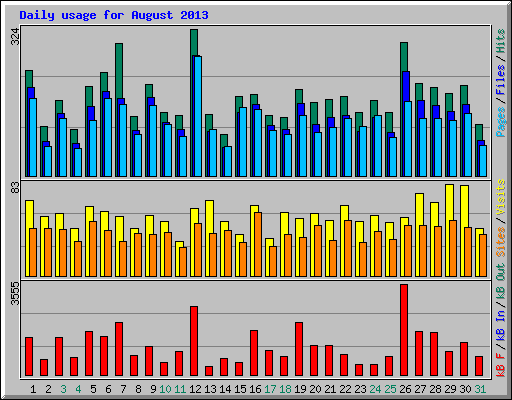 Daily usage for August 2013
324
Pages / Files / Hits
83
Sites / Visits
3555
kB F / kB In / kB Out
1 2 3 4 5 6 7 8 9 10 11 12 13 14 15 16 17 18 19 20 21 22 23 24 25 26 27 28 29 30 31